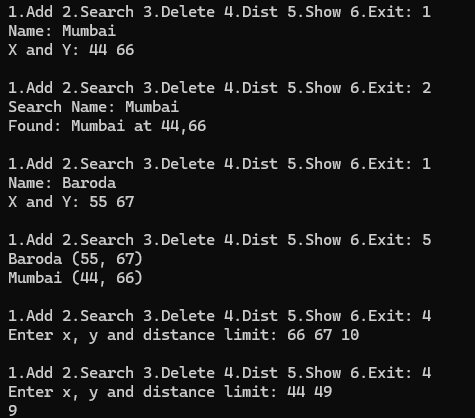 1.Add 2.Search 3.Delete 4.Dist 5.Show 6.Exit: 1
Name: Mumbai
X and Y: 44 66
1.Add 2.Search 3.Delete 4.Dist 5.Show 6.Exit: 2
Search Name: Mumbai
Found: Mumbai at 44,66
1.Add 2.Search 3.Delete 4.Dist 5.Show 6.Exit: 1
Name: Baroda
X and Y: 55 67
1.Add 2.Search 3.Delete 4.Dist 5.Show 6.Exit: 5
Baroda (55, 67)
Mumbai (44, 66)
1.Add 2.Search 3.Delete 4.Dist 5.Show 6.Exit: 4
Enter x, y and distance limit: 66 67 10
1.Add 2.Search 3.Delete 4.Dist 5.Show 6.Exit: 4
Enter x, y and distance limit: 44 49
9